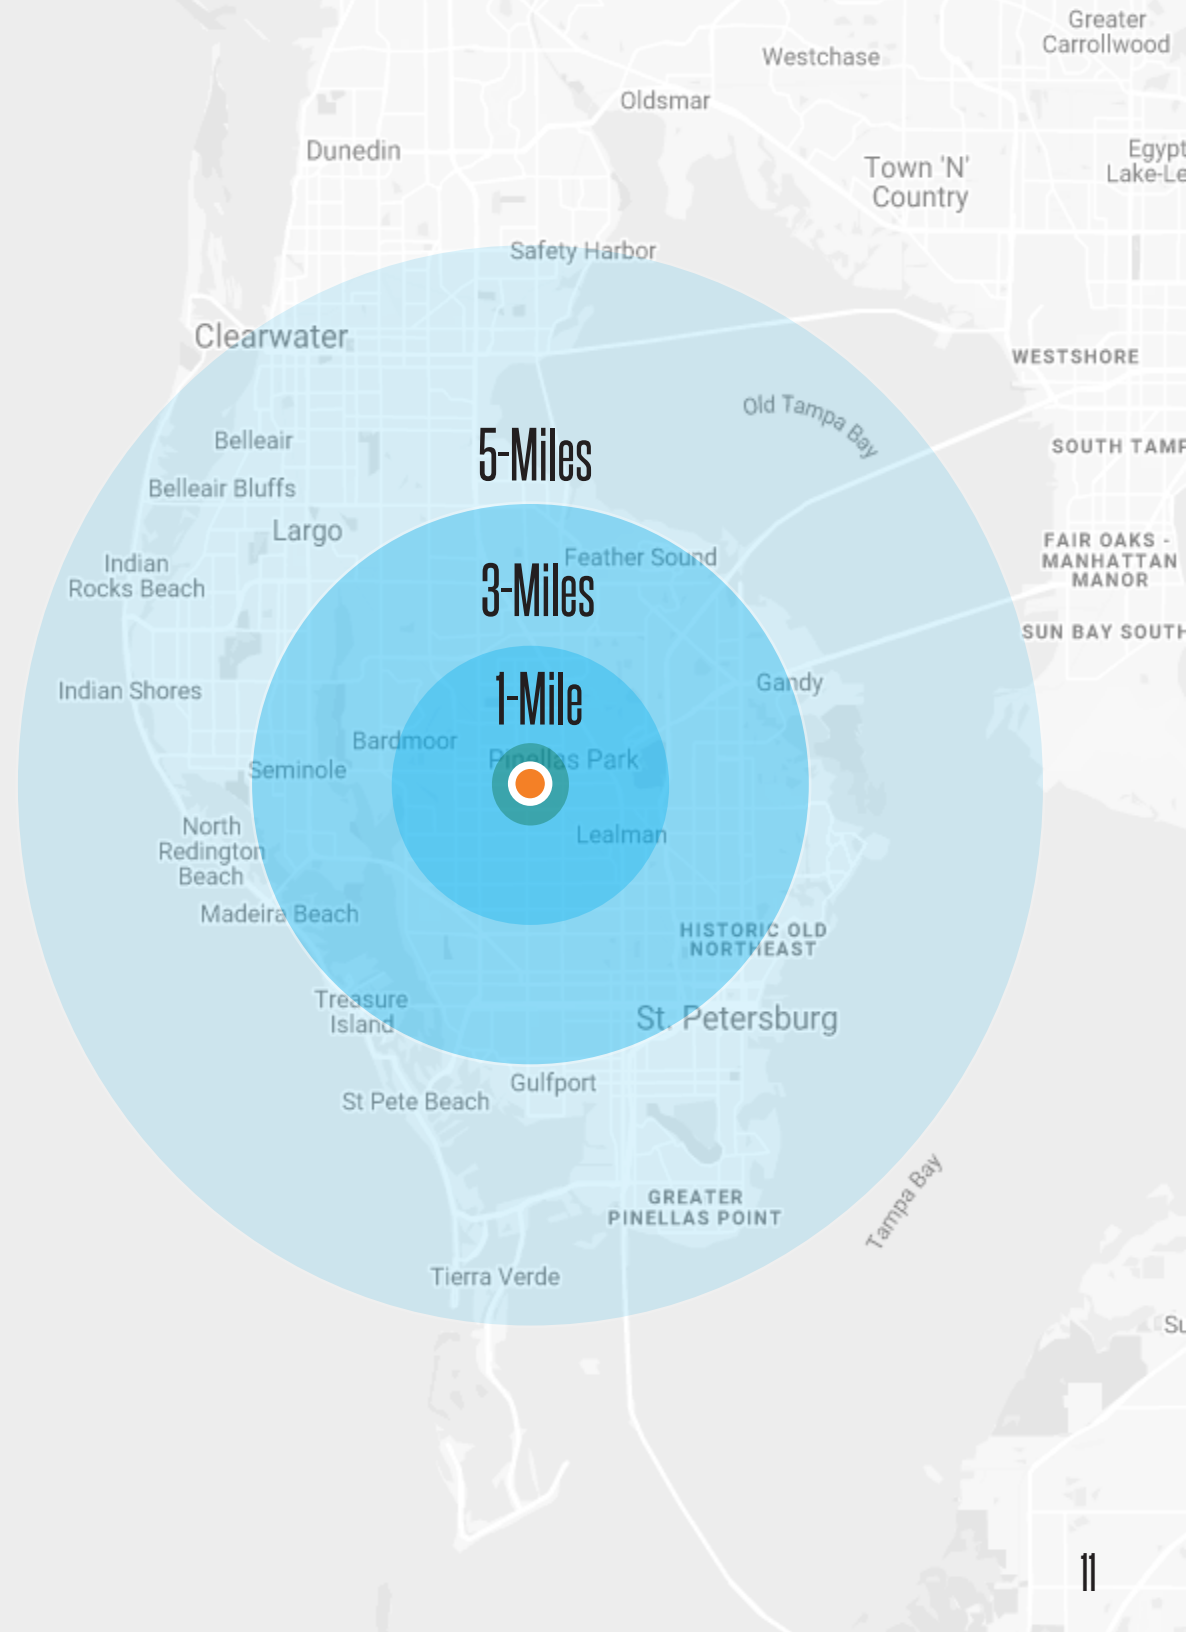 Greater
Carrollwood
Westchase
Oldsmar
Dunedin
Egypt
Lake-Le
Town 'N'
Country
Safety Harbor
Clearwater
WESTSHORE
Old Tampa Bay
Belleair
SOUTH TAMP
5-Miles
Belleair Bluffs
Largo
FAIR OAKS -
MANHATTAN
MANOR
Indian
Rocks Beach
Feather Sound
3-Miles
SUN BAY SOUTH
Indian Shores
Gandy
1-Mile
Bardmoor
Pinellas Park
Seminole
North
Redington
Beach
Lealman
Madeira Beach
HISTORIC OLD
NORTHEAST
Treasure
Island
St. Petersburg
Gulfport
St Pete Beach
Tampa Bay
GREATER
PINELLAS POINT
Tierra Verde
Su
11